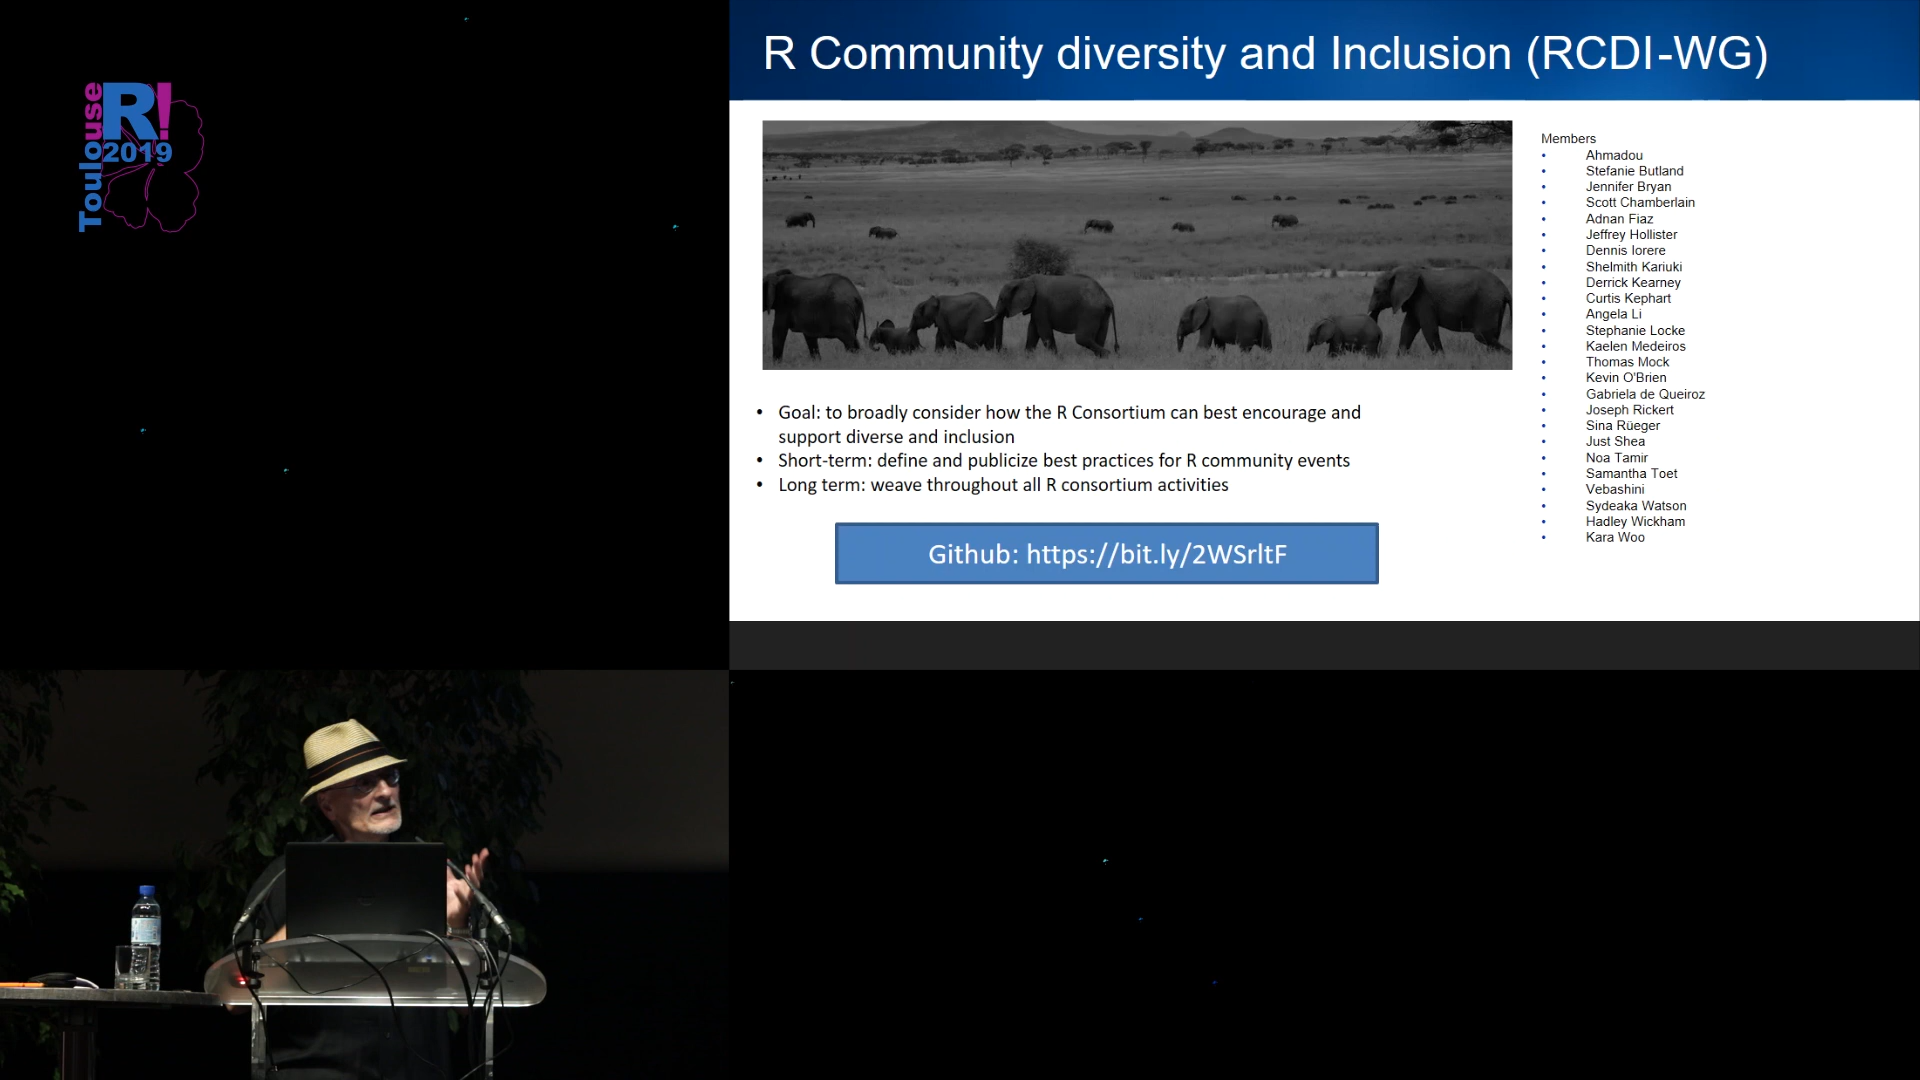 Toulouse
R!
2019
R Community diversity and Inclusion (RCDI-WG)
• Goal: to broadly consider how the R Consortium can best encourage and
support diverse and inclusion
• Short-term: define and publicize best practices for R community events
• Long term: weave throughout all R consortium activities
Github: https://bit.ly/2WSrltF
Members
• Ahmadou
• Stefanie Butland
• Jennifer Bryan
• Scott Chamberlain
• Adnan Fiaz
• Jeffrey Hollister
• Dennis Iorere
• Shelmith Kariuki
• Derrick Kearney
• Curtis Kephart
• Angela Li
• Stephanie Locke
• Kaelen Medeiros
• Thomas Mock
• Kevin O'Brien
• Gabriela de Queiroz
• Joseph Rickert
• Sina Rüeger
• Just Shea
• Noa Tamir
• Samantha Toet
• Vebashini
• Sydeaka Watson
• Hadley Wickham
• Kara Woo